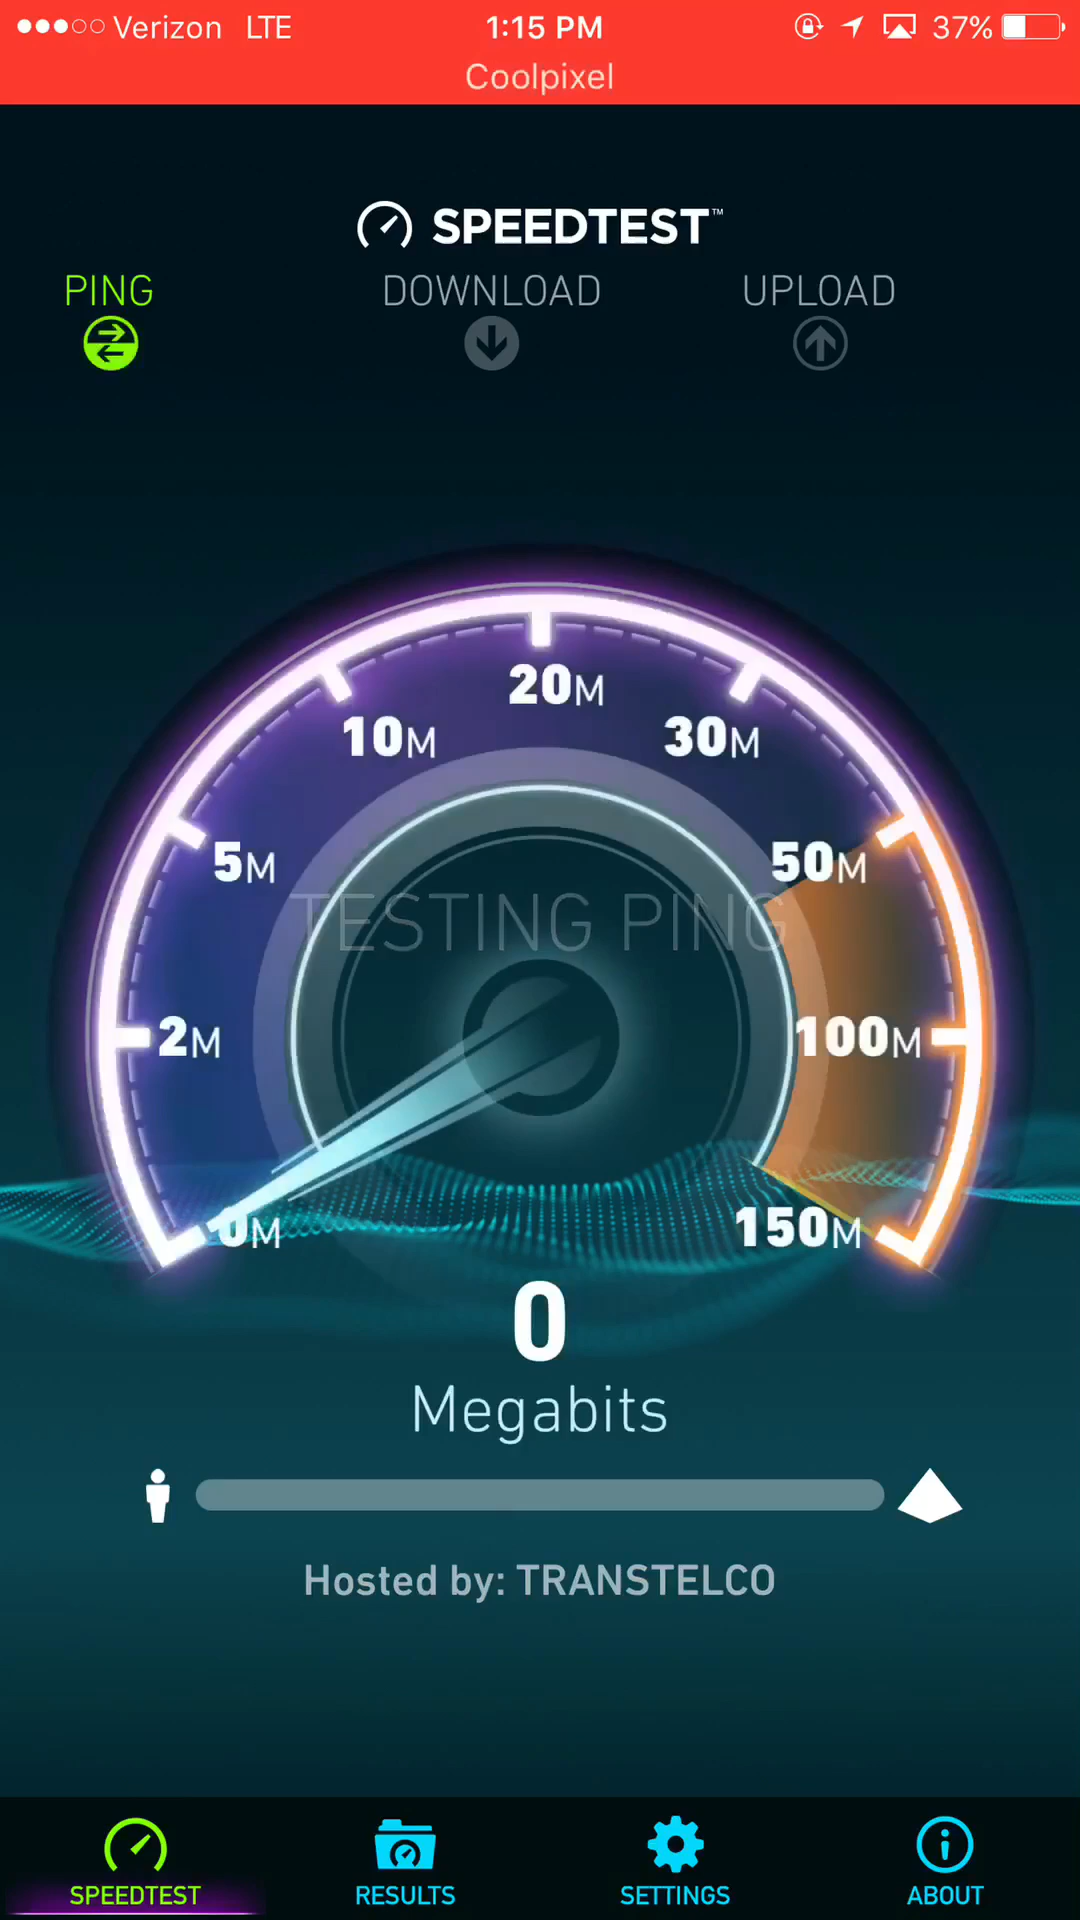 Verizon LTE 1:15 PM 37%
Coolpixel
SPEEDTEST™
PING DOWNLOAD UPLOAD
20M
10M 30M
5M 50M
TESTING PING
2M 100M
0M 150M
0
Megabits
Hosted by: TRANSTELCO
SPEEDTEST RESULTS SETTINGS ABOUT